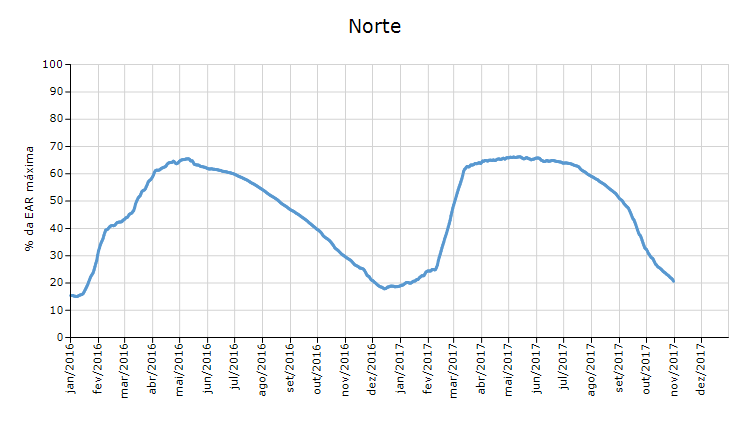 Norte
% da EAR máxima
100
90
80
70
60
50
40
30
20
10
0
jan/2016
fev/2016
mar/2016
abr/2016
mai/2016
jun/2016
jul/2016
ago/2016
set/2016
out/2016
nov/2016
dez/2016
jan/2017
fev/2017
mar/2017
abr/2017
mai/2017
jun/2017
jul/2017
ago/2017
set/2017
out/2017
nov/2017
dez/2017